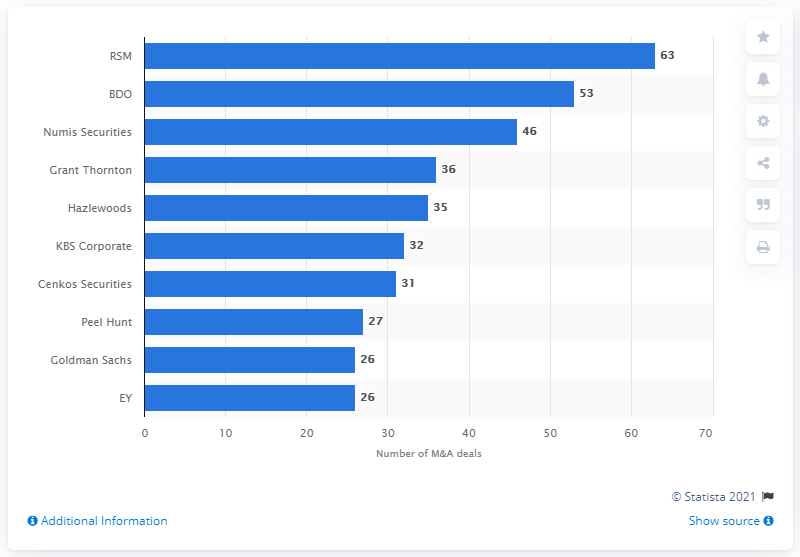 RSM 63
BDO 53
Numis Securities 46
Grant Thornton 36
Hazlewoods 35
KBS Corporate 32
Cenkos Securities 31
Peel Hunt 27
Goldman Sachs 26
EY 26
0 10 20 30 40 50 60 70
Number of M&A deals
© Statista 2021
Additional Information Show source